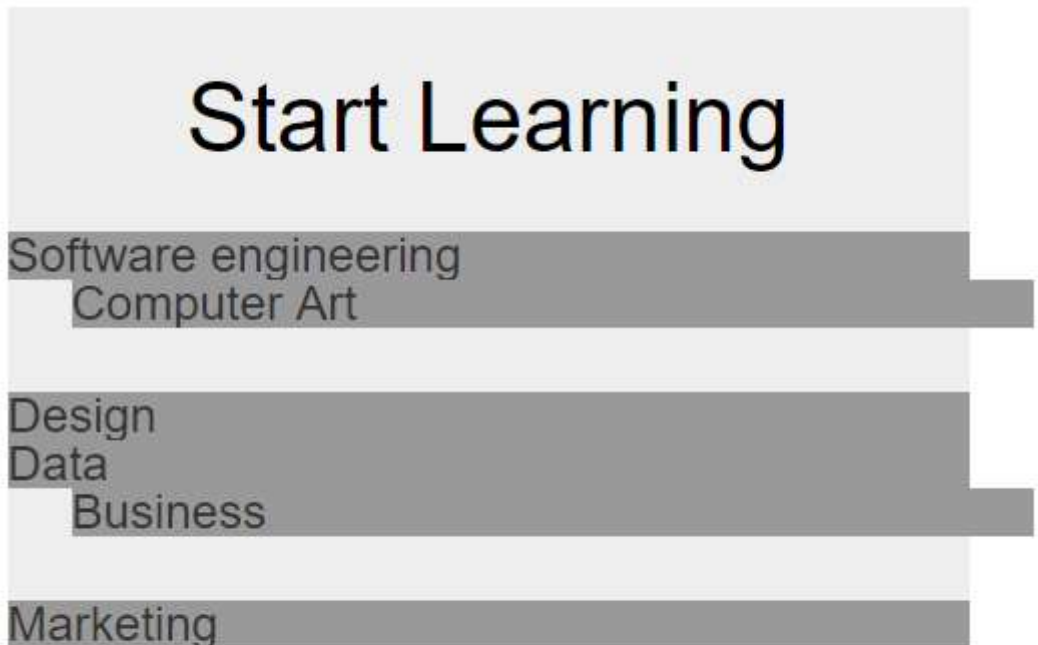 Start Learning
Software engineering
Computer Art
Design
Data
Business
Marketing